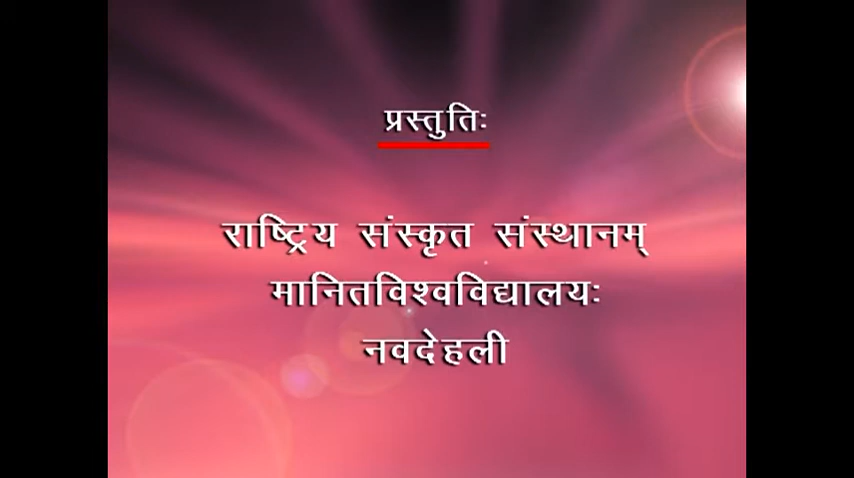 प्रस्तुतिः
राष्ट्रिय संस्कृत संस्थानम्
मानितविश्वविद्यालयः
नवदेहली